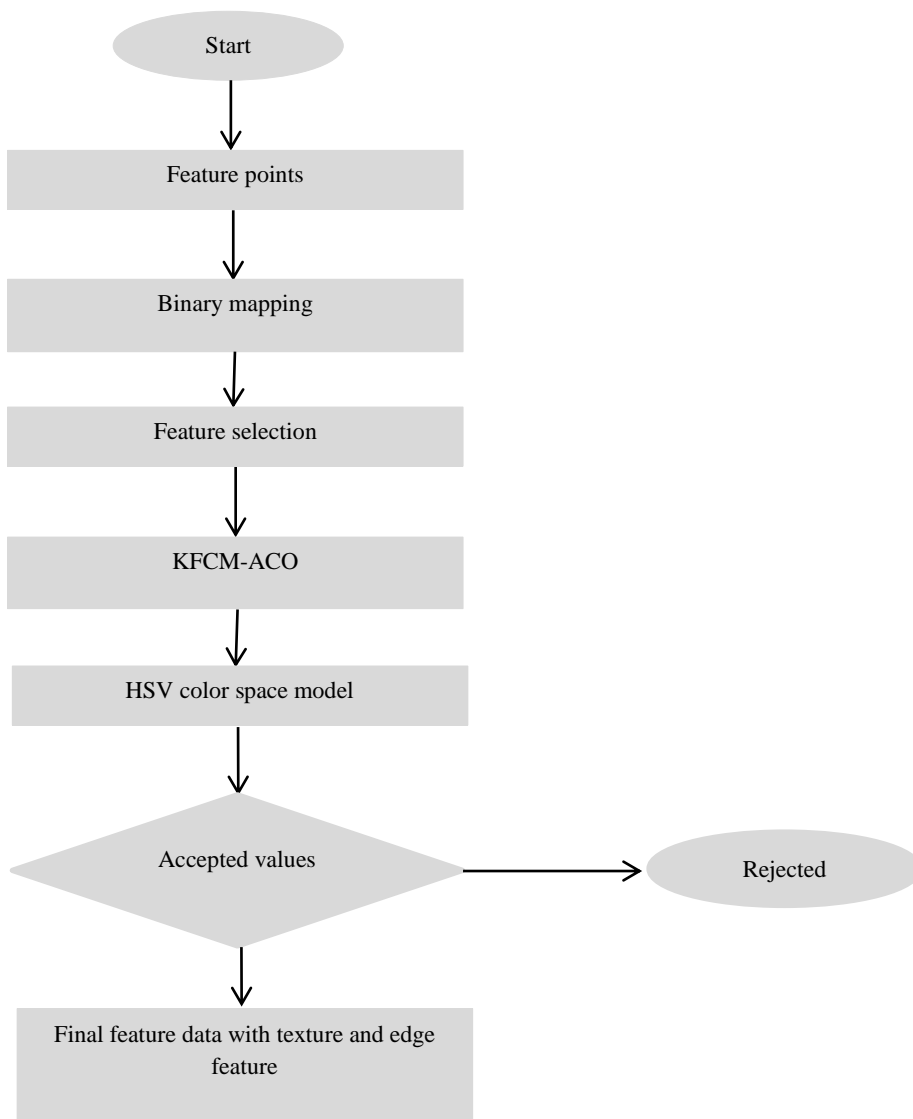 Start
Feature points
Binary mapping
Feature selection
KFCM-ACO
HSV color space model
Accepted values
Rejected
Final feature data with texture and edge
feature